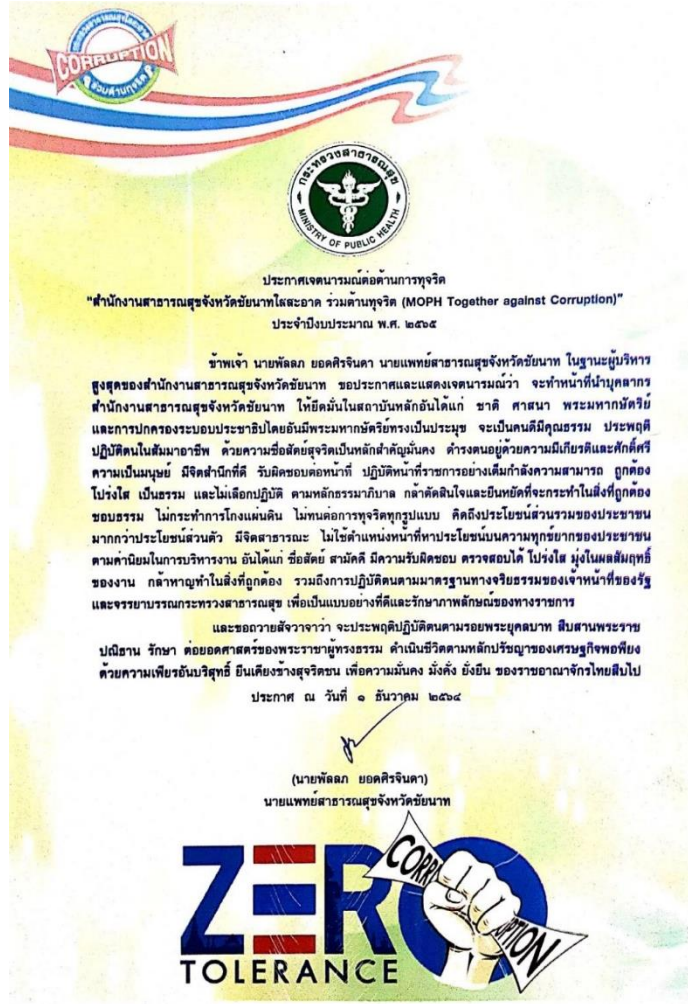 CORRUPTION
กระทรวงสาธารณสุข
MINISTRY OF PUBLIC HEALTH
ประกาศเจตนารมณ์ต่อต้านการทุจริต
"สำนักงานสาธารณสุขจังหวัดชัยนาทใสสะอาด ร่วมต้านทุจริต (MOPH Together against Corruption)"
ประจำปีงบประมาณ พ.ศ. ๒๕๖๕
ข้าพเจ้า นายพัลลภ ยอดศิรจินดา นายแพทย์สาธารณสุขจังหวัดชัยนาท ในฐานะผู้บริหาร
สูงสุดของสำนักงานสาธารณสุขจังหวัดชัยนาท ขอประกาศและแสดงเจตนารมณ์ว่า จะทำหน้าที่นำบุคลากร
สำนักงานสาธารณสุขจังหวัดชัยนาท ให้ยึดมั่นในสถาบันหลักอันได้แก่ ชาติ ศาสนา พระมหากษัตริย์
และการปกครองระบอบประชาธิปไตยอันมีพระมหากษัตริย์ทรงเป็นประมุข จะเป็นคนดีมีคุณธรรม ประพฤติ
ปฏิบัติตนในสัมมาอาชีพ ด้วยความซื่อสัตย์สุจริตเป็นหลักสำคัญมั่นคง ดำรงตนอยู่ด้วยความมีเกียรติและศักดิ์ศรี
ความเป็นมนุษย์ มีจิตสำนึกที่ดี รับผิดชอบต่อหน้าที่ ปฏิบัติหน้าที่ราชการอย่างเต็มกำลังความสามารถ ถูกต้อง
โปร่งใส เป็นธรรม และไม่เลือกปฏิบัติ ตามหลักธรรมาภิบาล กล้าตัดสินใจและยืนหยัดที่จะกระทำในสิ่งที่ถูกต้อง
ชอบธรรม ไม่กระทำการโกงแผ่นดิน ไม่ทนต่อการทุจริตทุกรูปแบบ คิดถึงประโยชน์ส่วนรวมของประชาชน
มากกว่าประโยชน์ส่วนตัว มีจิตสาธารณะ ไม่ใช้ตำแหน่งหน้าที่หาประโยชน์บนความทุกข์ยากของประชาชน
ตามค่านิยมในการบริหารงาน อันได้แก่ ซื่อสัตย์ สามัคคี มีความรับผิดชอบ ตรวจสอบได้ โปร่งใส มุ่งในผลสัมฤทธิ์
ของงาน กล้าหาญทำในสิ่งที่ถูกต้อง รวมถึงการปฏิบัติตนตามมาตรฐานทางจริยธรรมของเจ้าหน้าที่ของรัฐ
และจรรยาบรรณกระทรวงสาธารณสุข เพื่อเป็นแบบอย่างที่ดีและรักษาภาพลักษณ์ของทางราชการ
และขอถวายสัจวาจาว่า จะประพฤติปฏิบัติตนตามรอยพระยุคลบาท สืบสานพระราช
ปณิธาน รักษา ต่อยอดศาสตร์ของพระราชาผู้ทรงธรรม ดำเนินชีวิตตามหลักปรัชญาของเศรษฐกิจพอเพียง
ด้วยความเพียรอันบริสุทธิ์ ยืนเคียงข้างสุจริตชน เพื่อความมั่นคง มั่งคั่ง ยั่งยืน ของราชอาณาจักรไทยสืบไป
ประกาศ ณ วันที่ ๑ ธันวาคม ๒๕๖๔
(นายพัลลภ ยอดศิรจินดา)
นายแพทย์สาธารณสุขจังหวัดชัยนาท
ZERO
CORRUPTION
TOLERANCE